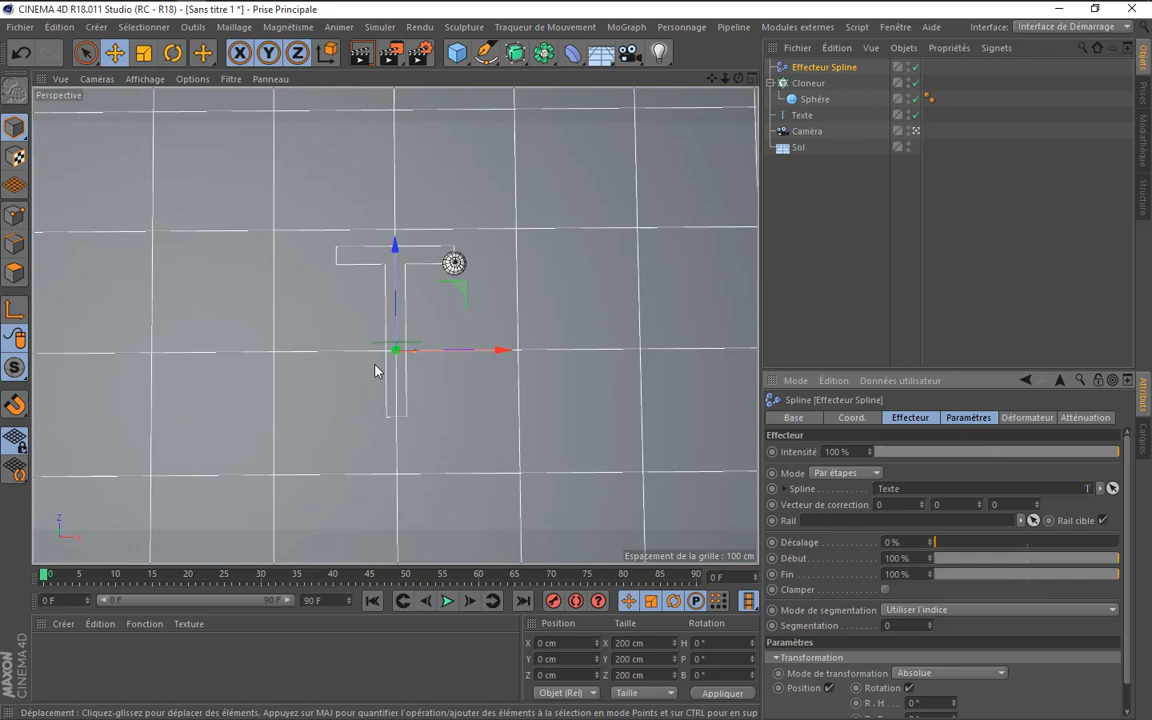 CINEMA 4D R18.011 Studio (RC - R18) - [Sans titre 1 *] - Prise Principale
Fichier Édition Créer Sélectionner Outils Maillage Magnétisme Animer Simuler Rendu Sculpture Traqueur de Mouvement MoGraph Personnage Pipeline Modules externes Script Fenêtre Aide Interface: Interface de Démarrage
X Y Z
Fichier Édition Vue Objets Propriétés Signets
Effecteur Spline
Cloneur
Sphère
Texte
Caméra
Sol
Objets
Prises
Médiathèque
Structure
Vue Caméras Affichage Options Filtre Panneau
Perspective
S
Z
X
Espacement de la grille : 100 cm
Mode Édition Données utilisateur
Attributs
Calques
Spline [Effecteur Spline]
Base Coord. Effecteur Paramètres Déformateur Atténuation
Effecteur
Intensité 100 %
Mode Par étapes
Spline Texte T
Vecteur de correction 0 0 0
Rail Rail cible
Décalage 0 %
Début 100 %
Fin 100 %
Clamper
Mode de segmentation Utiliser l'indice
Segmentation 0
Paramètres
Transformation
Mode de transformation Absolue
Position Rotation
R . H 0 °
0 5 10 15 20 25 30 35 40 45 50 55 60 65 70 75 80 85 90 0 F
0 F 0 F 90 F 90 F P
Créer Édition Fonction Texture
Position Taille Rotation
X 0 cm X 200 cm H 0 °
Y 0 cm Y 200 cm P 0 °
Z 0 cm Z 200 cm B 0 °
Objet (Rel) Taille Appliquer
MAXON
CINEMA 4D
Déplacement : Cliquez-glissez pour déplacer des éléments. Appuyez sur MAJ pour quantifier l'opération/ajouter des éléments à la sélection en mode Points et sur CTRL pour en sup